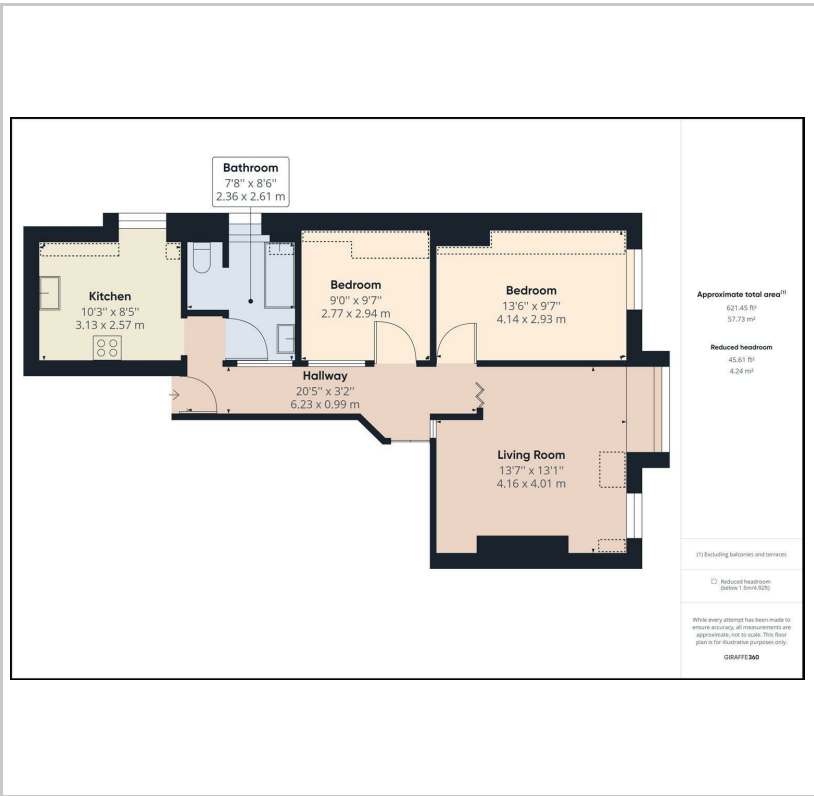 Bathroom
7'8" x 8'6"
2.36 x 2.61 m
Kitchen
10'3" x 8'5"
3.13 x 2.57 m
Bedroom
9'0" x 9'7"
2.77 x 2.94 m
Bedroom
13'6" x 9'7"
4.14 x 2.93 m
Hallway
20'5" x 3'2"
6.23 x 0.99 m
Living Room
13'7" x 13'1"
4.16 x 4.01 m
Approximate total area(1)
621.45 ft²
57.73 m²
Reduced headroom
45.61 ft²
4.24 m²
(1) Excluding balconies and terraces
Reduced headroom
(below 1.5m/4.92ft)
While every attempt has been made to
ensure accuracy, all measurements are
approximate, not to scale. This floor
plan is for illustrative purposes only.
GIRAFFE360